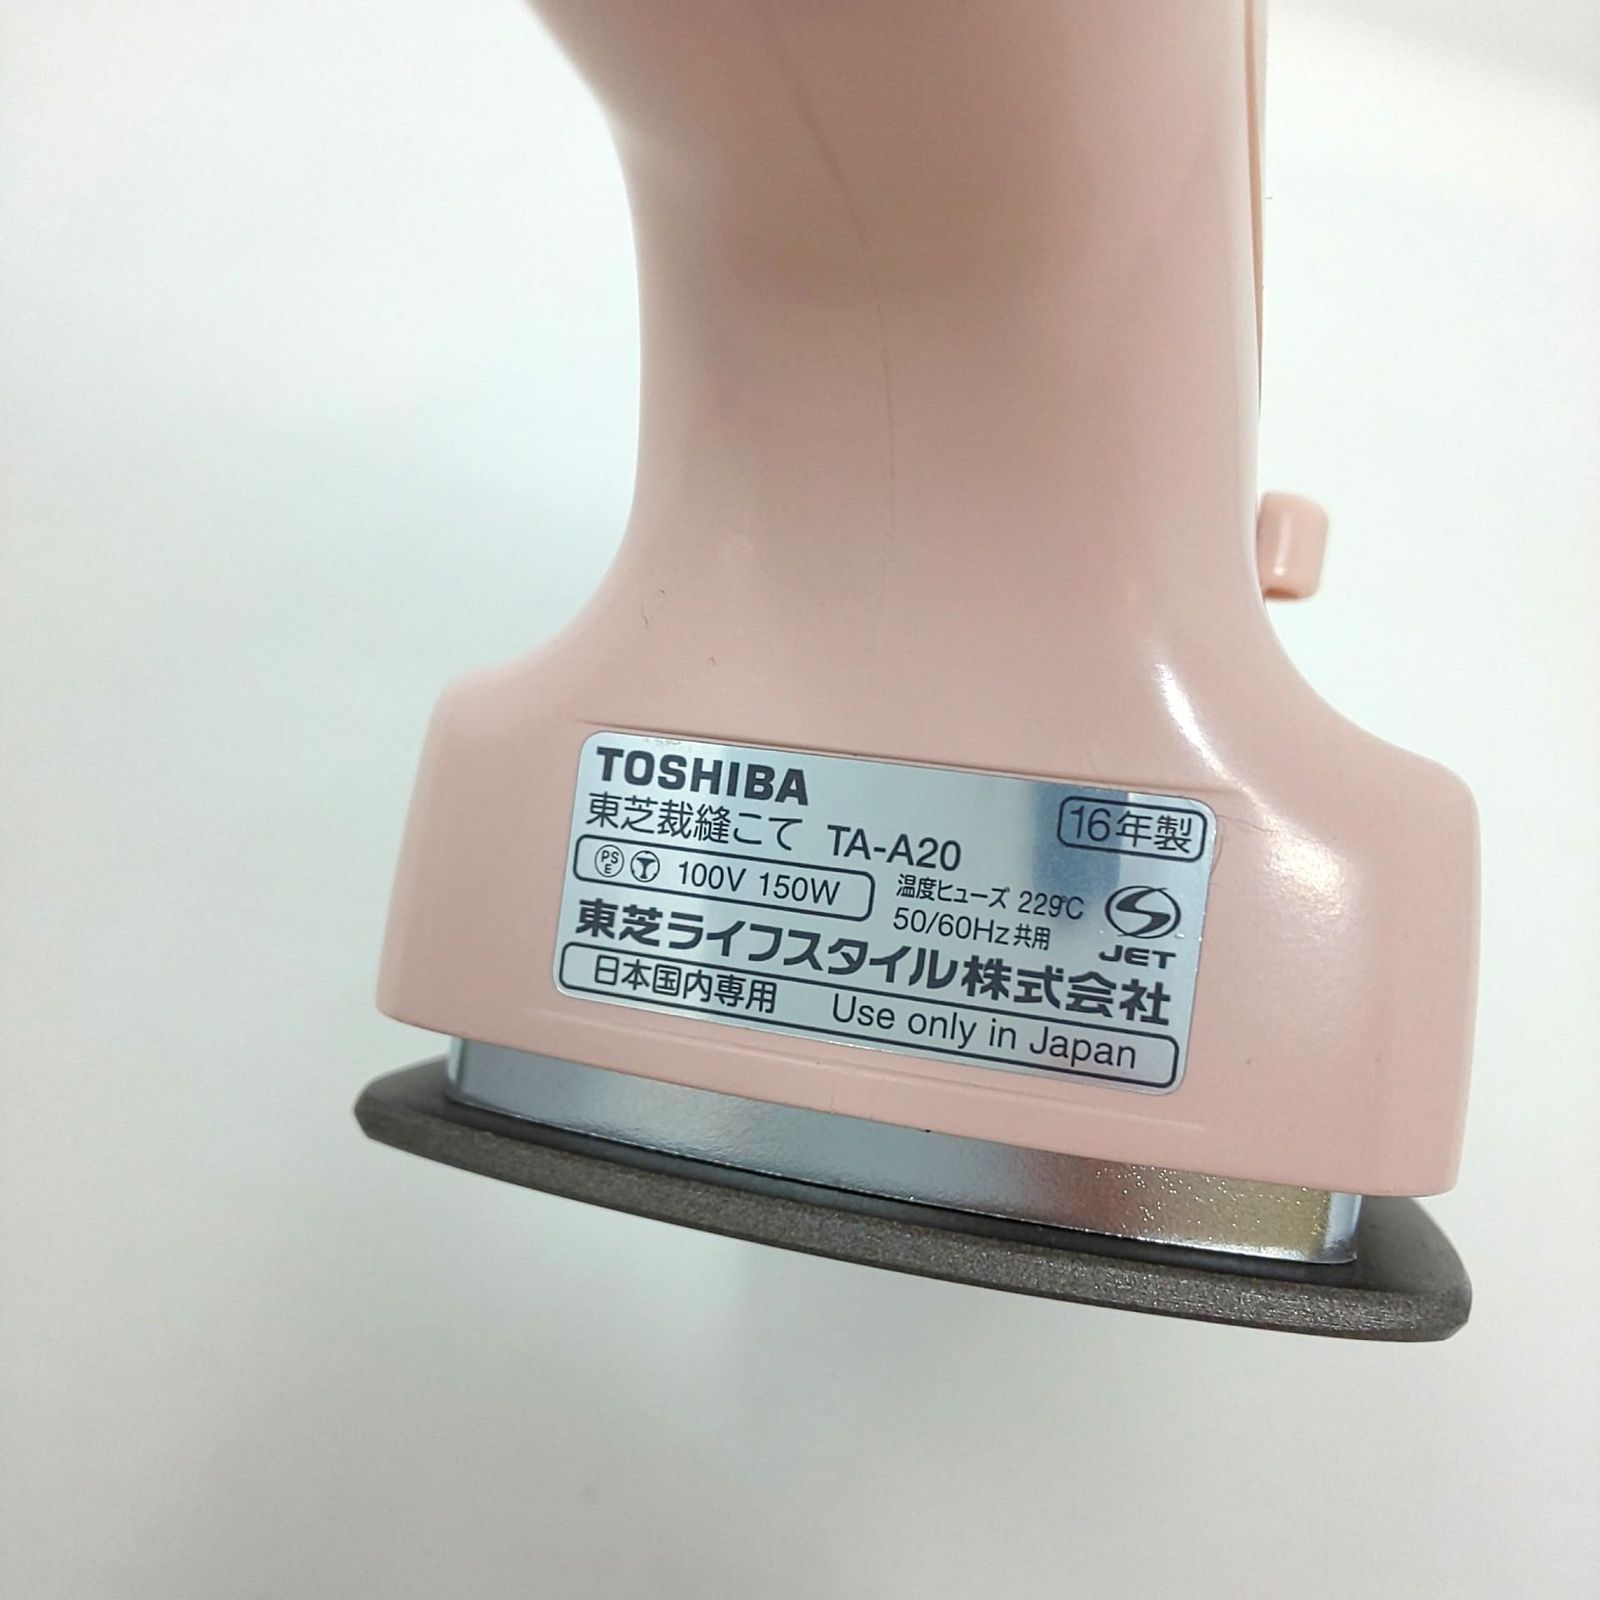 TOSHIBA
東芝裁縫こて TA-A20
16年製
PS E 100V 150W
温度ヒューズ 229℃
50/60Hz共用
JET
東芝ライフスタイル株式会社
日本国内専用 Use only in Japan